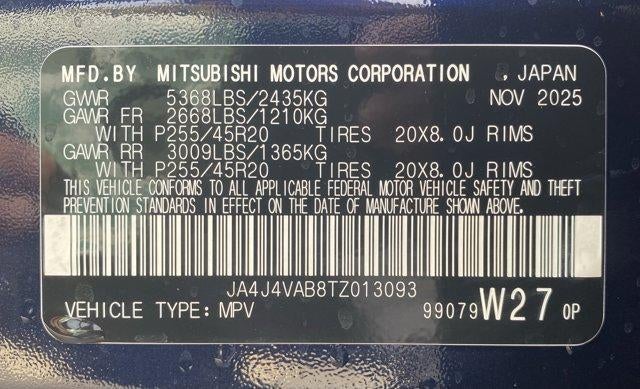 MFD.BY MITSUBISHI MOTORS CORPORATION , JAPAN
GWVR 5368LBS/2435KG NOV 2025
GAWR FR 2668LBS/1210KG
WITH P255/45R20 TIRES 20X8.0J RIMS
GAWR RR 3009LBS/1365KG
WITH P255/45R20 TIRES 20X8.0J RIMS
THIS VEHICLE CONFORMS TO ALL APPLICABLE FEDERAL MOTOR VEHICLE SAFETY AND THEFT
PREVENTION STANDARDS IN EFFECT ON THE DATE OF MANUFACTURE SHOWN ABOVE.
JA4J4VAB8TZ013093
VEHICLE TYPE: MPV 99079 W27 0P